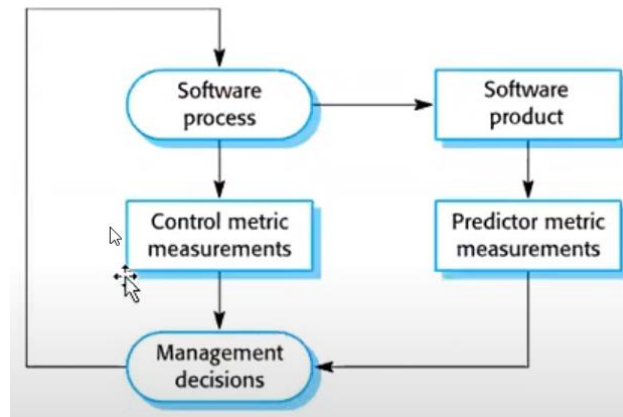 Software
process
Software
product
Control metric
measurements
Predictor metric
measurements
Management
decisions